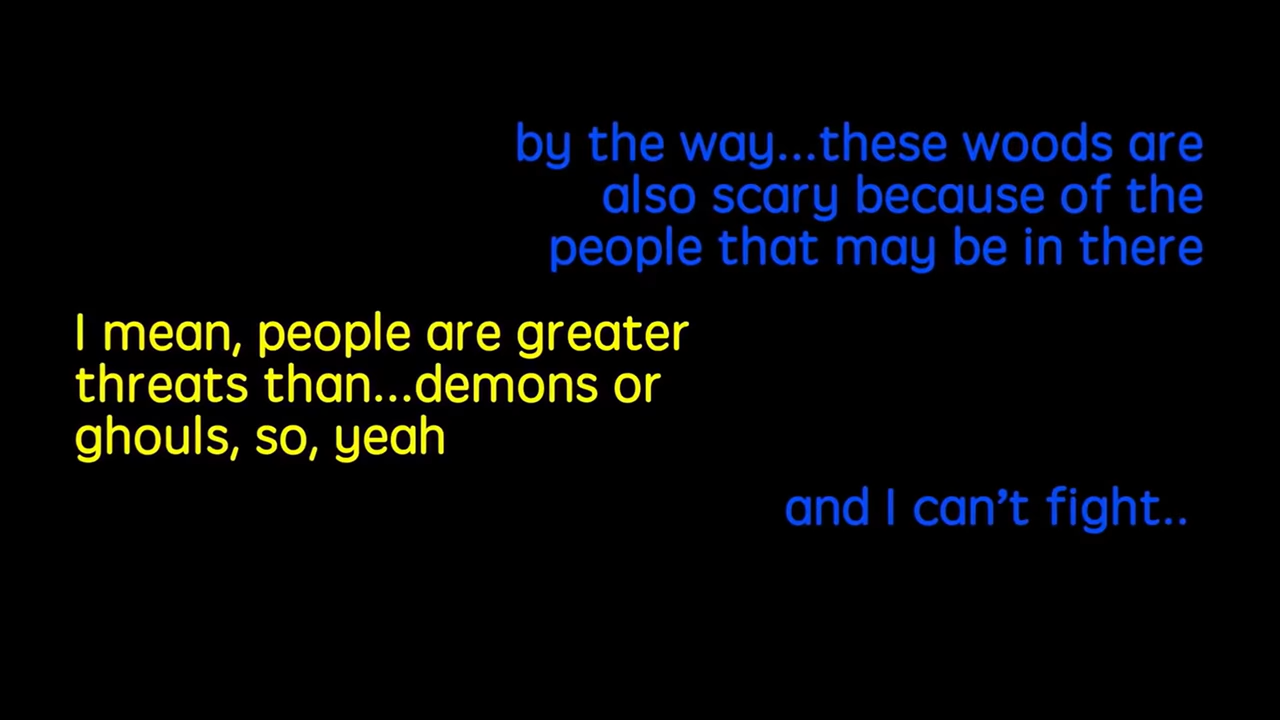 by the way...these woods are
also scary because of the
people that may be in there
I mean, people are greater
threats than...demons or
ghouls, so, yeah
and I can’t fight..